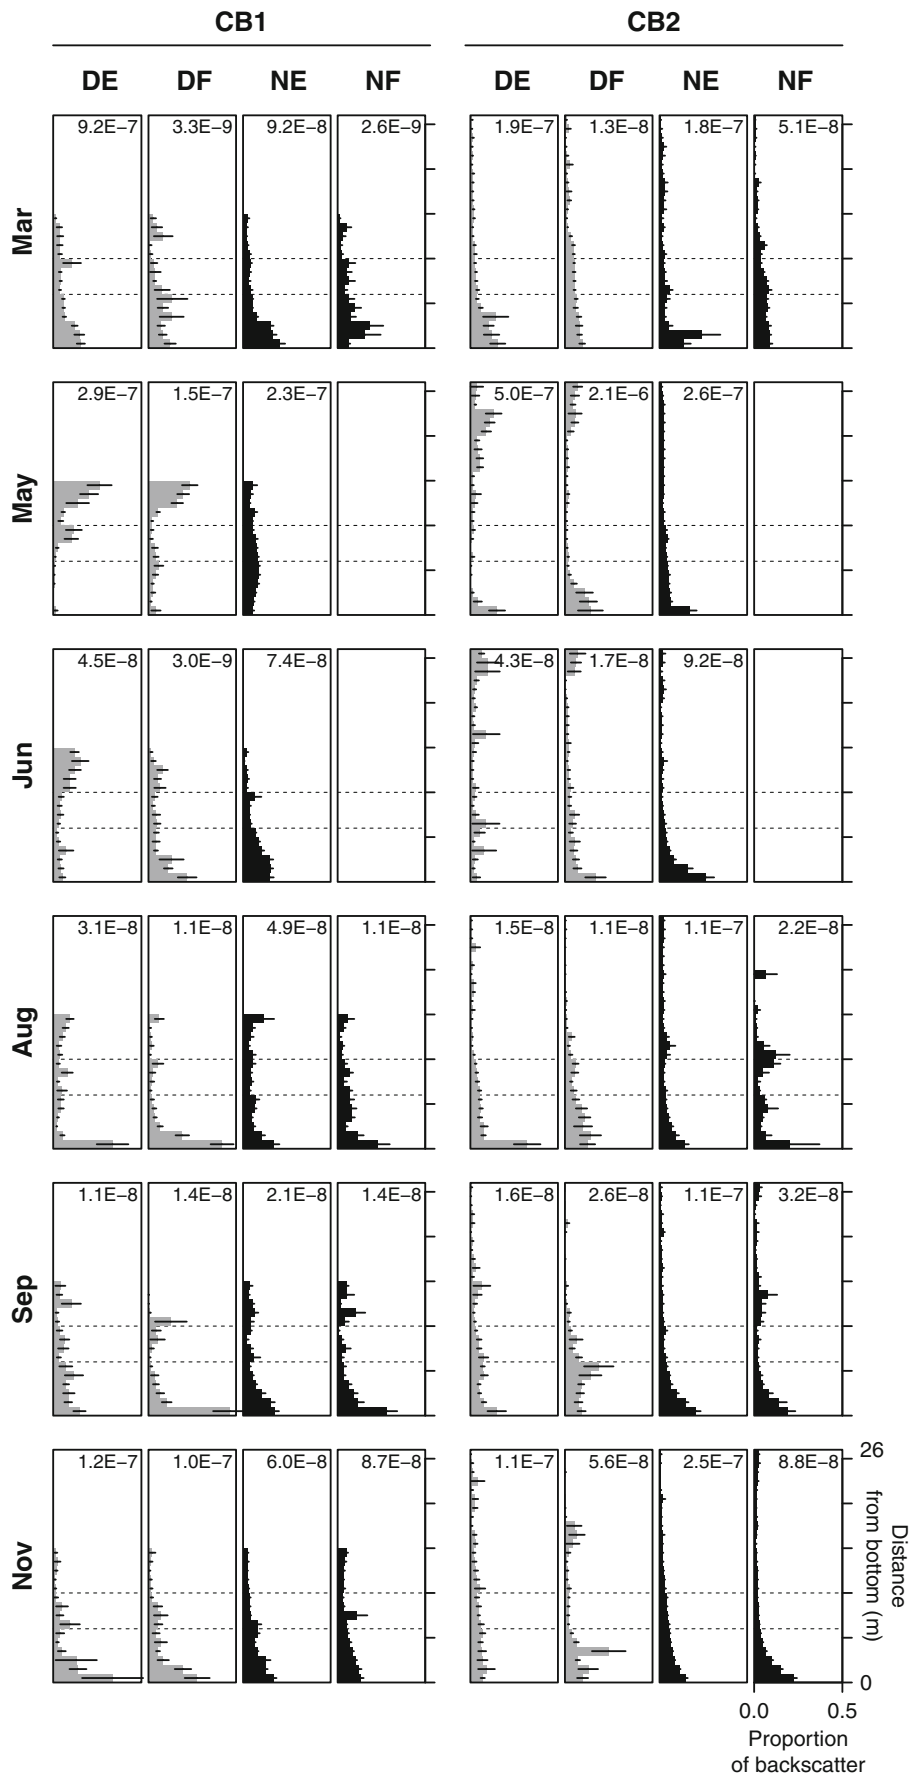 CB1 CB2
DE DF NE NF DE DF NE NF
Mar
9.2E−7 3.3E−9 9.2E−8 2.6E−9 1.9E−7 1.3E−8 1.8E−7 5.1E−8
May
2.9E−7 1.5E−7 2.3E−7 5.0E−7 2.1E−6 2.6E−7
Jun
4.5E−8 3.0E−9 7.4E−8 4.3E−8 1.7E−8 9.2E−8
Aug
3.1E−8 1.1E−8 4.9E−8 1.1E−8 1.5E−8 1.1E−8 1.1E−7 2.2E−8
Sep
1.1E−8 1.4E−8 2.1E−8 1.4E−8 1.6E−8 2.6E−8 1.1E−7 3.2E−8
Nov
1.2E−7 1.0E−7 6.0E−8 8.7E−8 1.1E−7 5.6E−8 2.5E−7 8.8E−8
26
Distance
from bottom (m)
0
0.0 0.5
Proportion
of backscatter